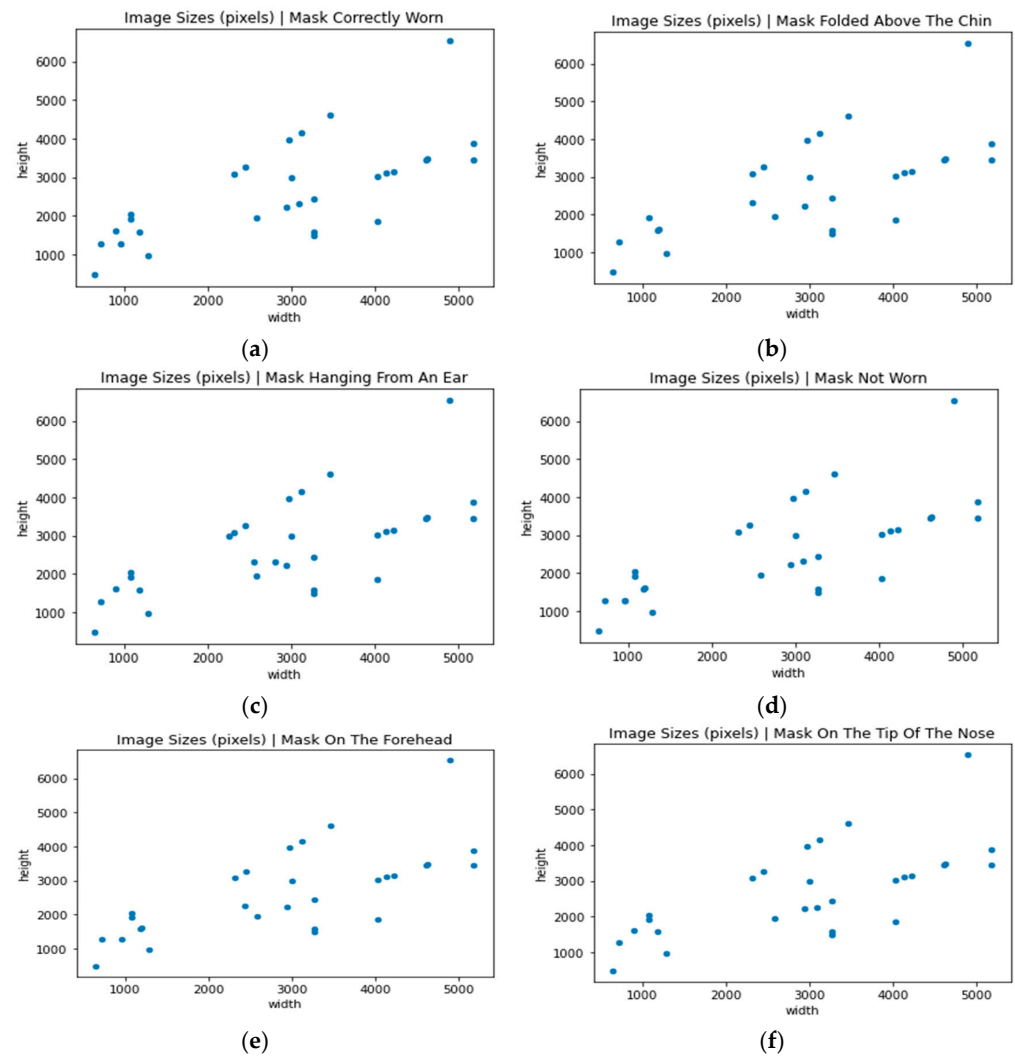 Image Sizes (pixels) | Mask Correctly Worn
6000
5000
4000
3000
2000
1000
height
1000 2000 3000 4000 5000
width
(a)
Image Sizes (pixels) | Mask Folded Above The Chin
6000
5000
4000
3000
2000
1000
height
1000 2000 3000 4000 5000
width
(b)
Image Sizes (pixels) | Mask Hanging From An Ear
6000
5000
4000
3000
2000
1000
height
1000 2000 3000 4000 5000
width
(c)
Image Sizes (pixels) | Mask Not Worn
6000
5000
4000
3000
2000
1000
height
1000 2000 3000 4000 5000
width
(d)
Image Sizes (pixels) | Mask On The Forehead
6000
5000
4000
3000
2000
1000
height
1000 2000 3000 4000 5000
width
(e)
Image Sizes (pixels) | Mask On The Tip Of The Nose
6000
5000
4000
3000
2000
1000
height
1000 2000 3000 4000 5000
width
(f)